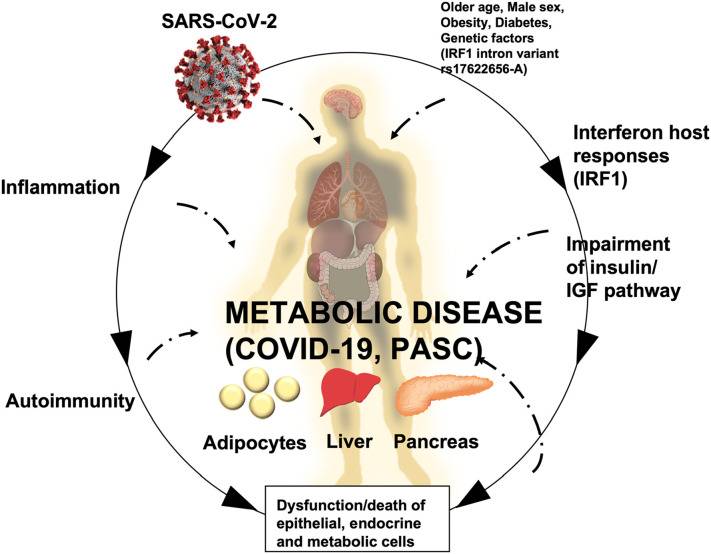 SARS-CoV-2
Older age, Male sex,
Obesity, Diabetes,
Genetic factors
(IRF1 intron variant
rs17622656-A)
Interferon host
responses
(IRF1)
Inflammation
Impairment
of insulin/
IGF pathway
METABOLIC DISEASE
(COVID-19, PASC)
Autoimmunity
Adipocytes
Liver
Pancreas
Dysfunction/death of
epithelial, endocrine
and metabolic cells